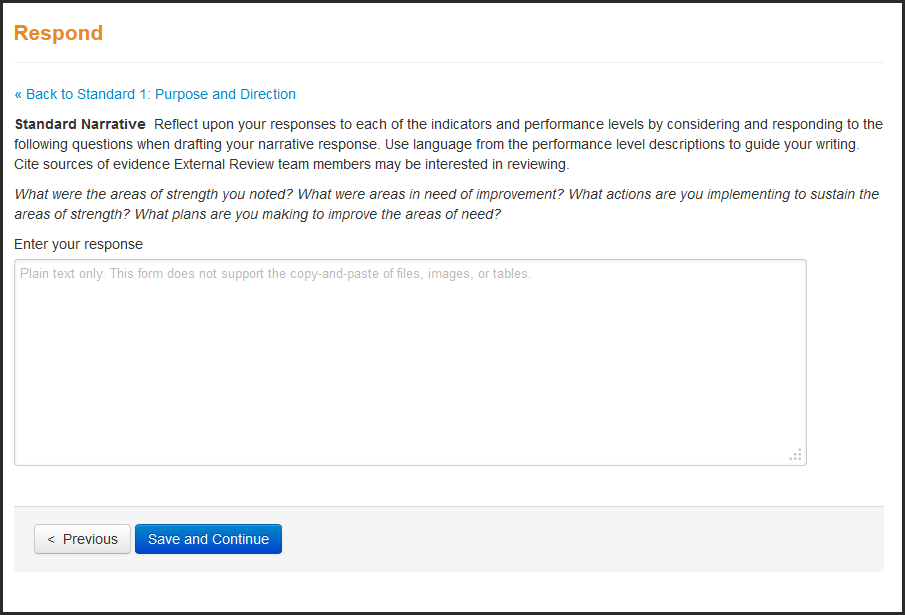 Respond
« Back to Standard 1: Purpose and Direction
Standard Narrative Reflect upon your responses to each of the indicators and performance levels by considering and responding to the
following questions when drafting your narrative response. Use language from the performance level descriptions to guide your writing.
Cite sources of evidence External Review team members may be interested in reviewing.
What were the areas of strength you noted? What were areas in need of improvement? What actions are you implementing to sustain the
areas of strength? What plans are you making to improve the areas of need?
Enter your response
Plain text only. This form does not support the copy-and-paste of files, images, or tables.
< Previous Save and Continue